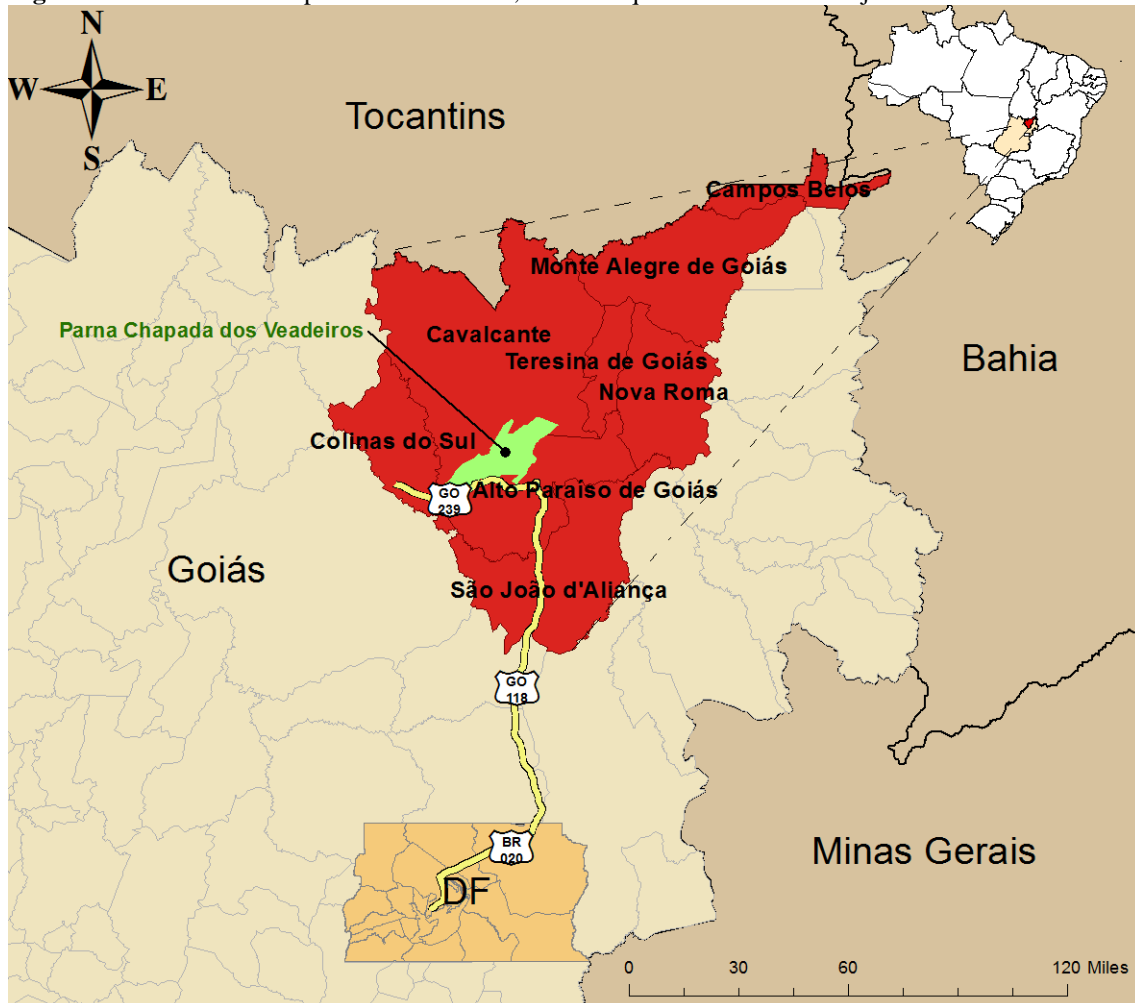 N
W E
S
Tocantins
Campos Belos
Monte Alegre de Goiás
Parna Chapada dos Veadeiros
Cavalcante
Teresina de Goiás
Bahia
Nova Roma
Colinas do Sul
Alto Paraíso de Goiás
GO
239
Goiás
São João d'Aliança
GO
118
BR
020
Minas Gerais
DF
0 30 60 120 Miles